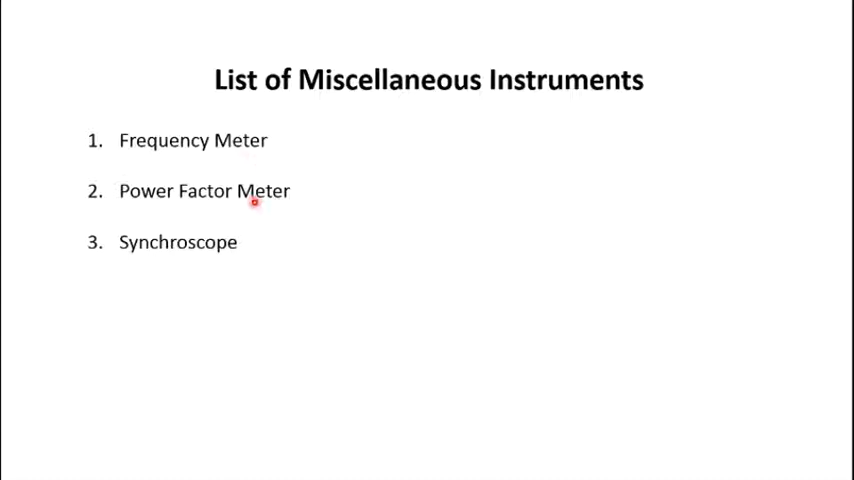 List of Miscellaneous Instruments
1. Frequency Meter
2. Power Factor Meter
3. Synchroscope